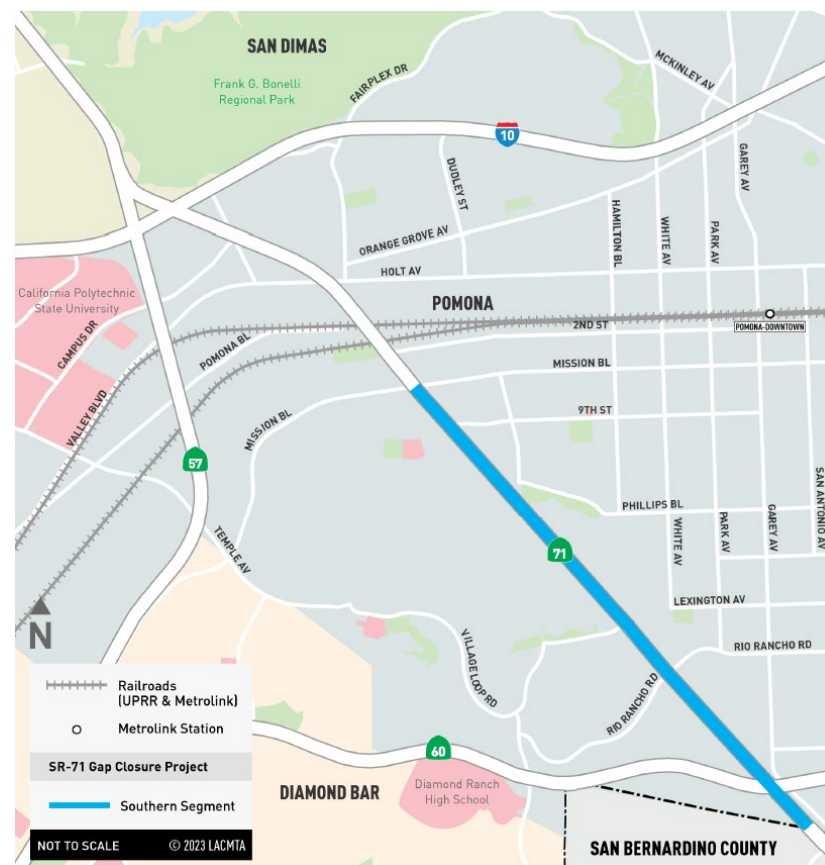 SAN DIMAS
Frank G. Bonelli
Regional Park
FAIRPLEX DR
MCKINLEY AV
10
DUDLEY ST
GAREY AV
ORANGE GROVE AV
HAMILTON BL
WHITE AV
PARK AV
HOLT AV
California Polytechnic
State University
CAMPUS DR
POMONA
POMONA BL
2ND ST
POMONA-DOWNTOWN
VALLEY BLVD
MISSION BL
MISSION BL
9TH ST
57
PHILLIPS BL
SAN ANTONIO AV
WHITE AV
PARK AV
GAREY AV
TEMPLE AV
71
LEXINGTON AV
N
VILLAGE LOOP RD
RIO RANCHO RD
RIO RANCHO RD
Railroads
(UPRR & Metrolink)
Metrolink Station
SR-71 Gap Closure Project
Southern Segment
NOT TO SCALE © 2023 LACMTA
60
DIAMOND BAR
Diamond Ranch
High School
SAN BERNARDINO COUNTY